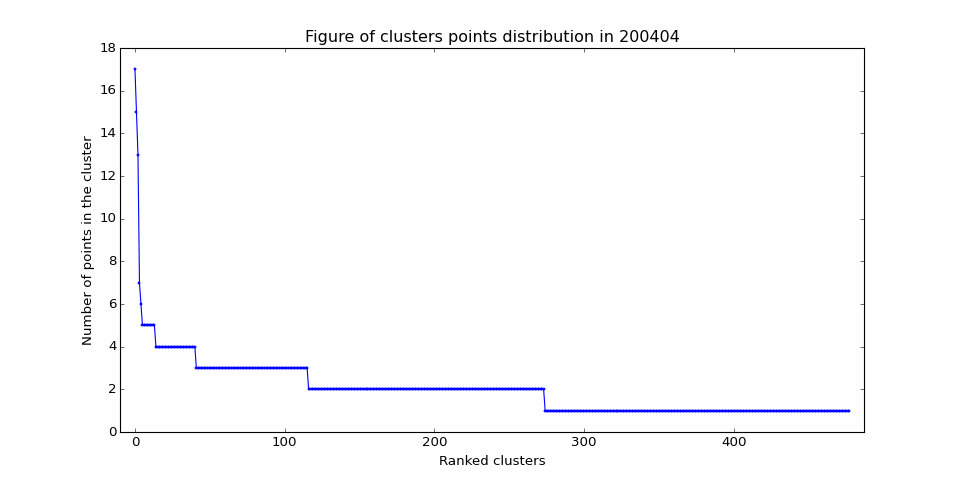 Figure of clusters points distribution in 200404
18
16
14
12
10
8
6
4
2
0
Number of points in the cluster
0 100 200 300 400
Ranked clusters